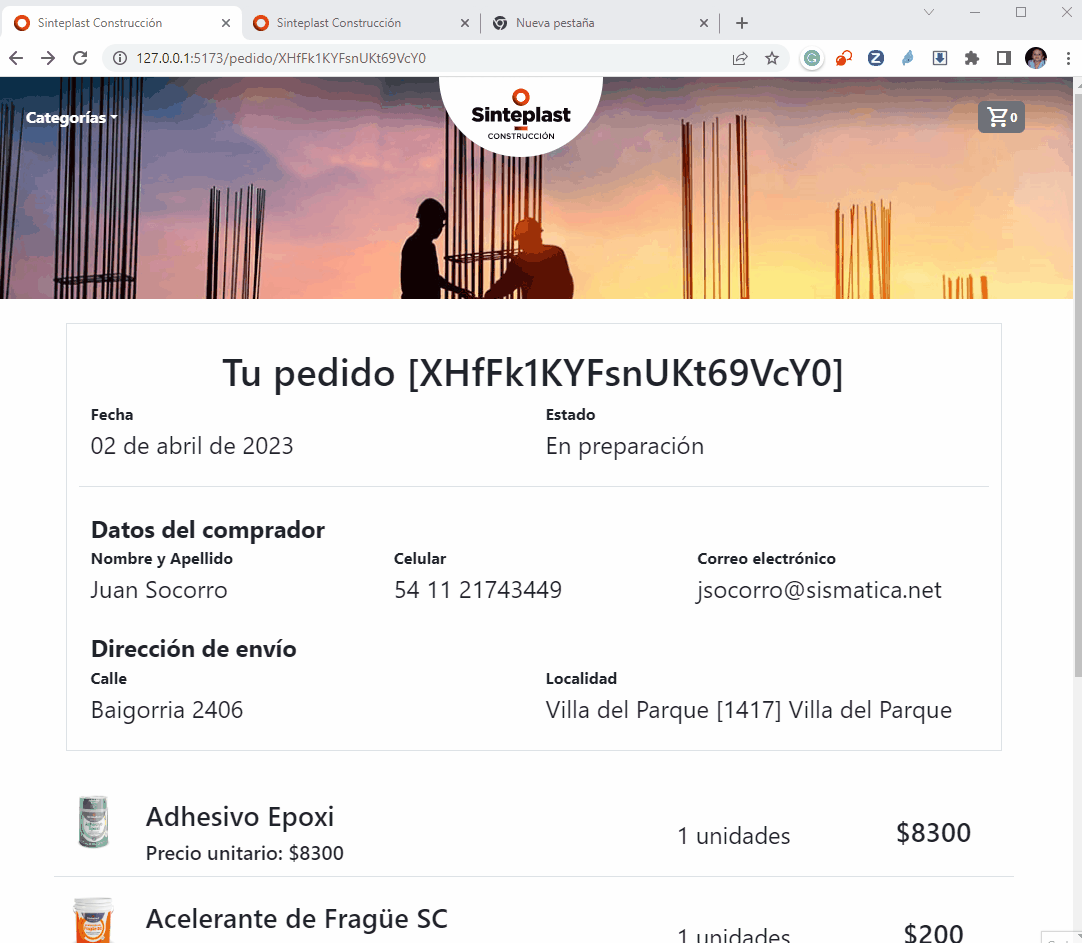 Sinteplast Construcción
Sinteplast Construcción
Nueva pestaña
127.0.0.1:5173/pedido/XHfFk1KYFsnUKt69VcY0
Categorías
Sinteplast
CONSTRUCCIÓN
0
Tu pedido [XHfFk1KYFsnUKt69VcY0]
Fecha
Estado
02 de abril de 2023
En preparación
Datos del comprador
Nombre y Apellido
Celular
Correo electrónico
Juan Socorro
54 11 21743449
jsocorro@sismatica.net
Dirección de envío
Calle
Localidad
Baigorria 2406
Villa del Parque [1417] Villa del Parque
Adhesivo Epoxi
Precio unitario: $8300
1 unidades
$8300
Acelerante de Fragüe SC
1 unidades
$200